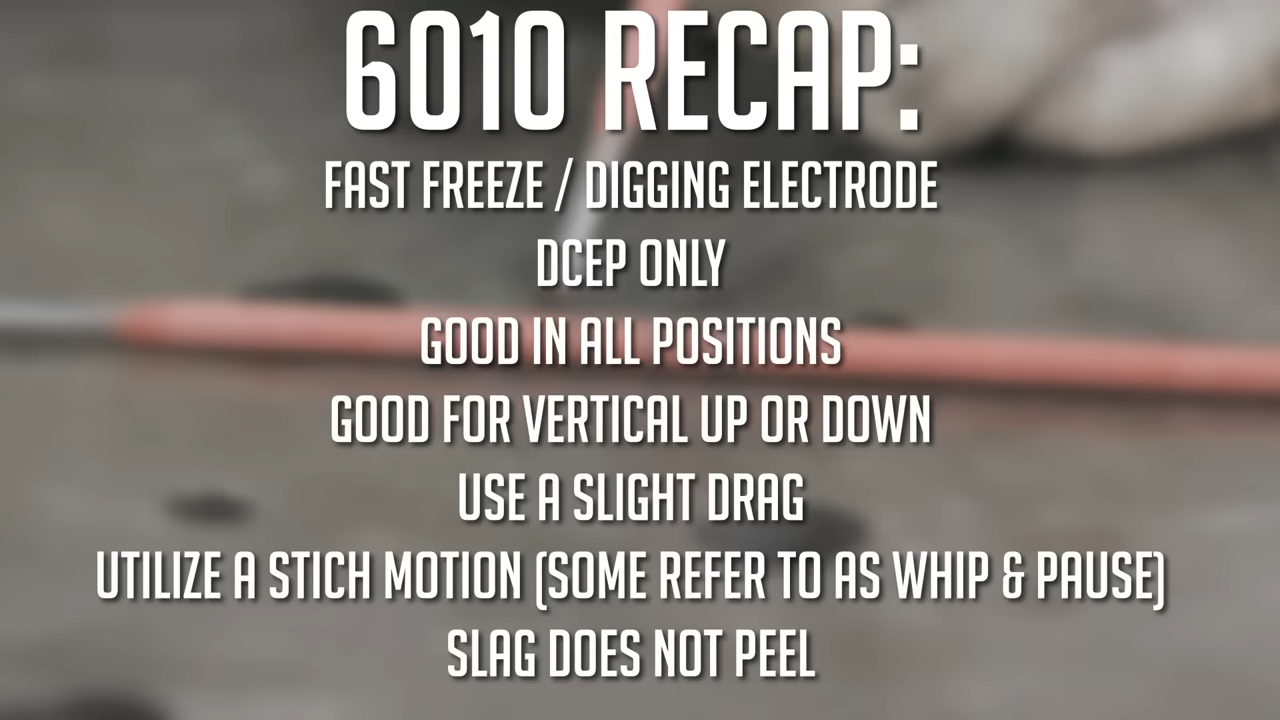 6010 RECAP:
FAST FREEZE / DIGGING ELECTRODE
DCEP ONLY
GOOD IN ALL POSITIONS
GOOD FOR VERTICAL UP OR DOWN
USE A SLIGHT DRAG
UTILIZE A STICH MOTION (SOME REFER TO AS WHIP & PAUSE)
SLAG DOES NOT PEEL